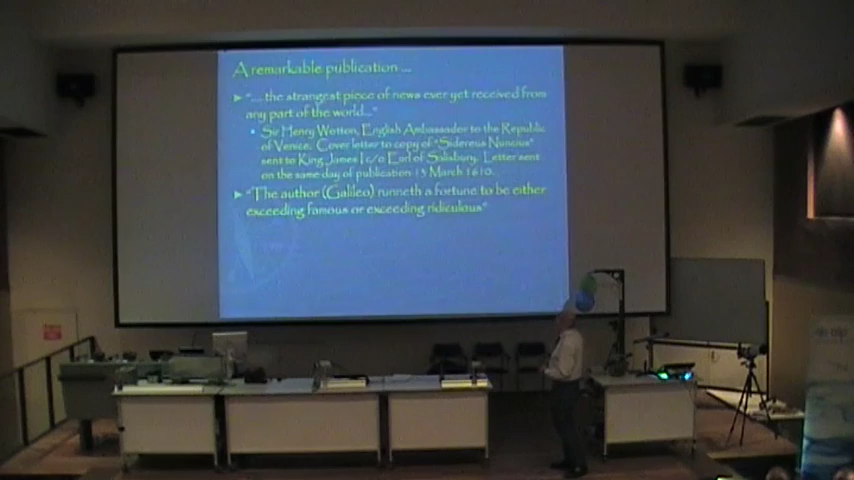 A remarkable publication ...
"... the strangest piece of news ever yet received from
any part of the world..."
Sir Henry Wotton, English Ambassador to the Republic
of Venice. Cover letter to copy of "Sidereus Nuncius"
sent to King James I c/o Earl of Salisbury. Letter sent
on the same day of publication 13 March 1610.
"The author (Galileo) runneth a fortune to be either
exceeding famous or exceeding ridiculous"